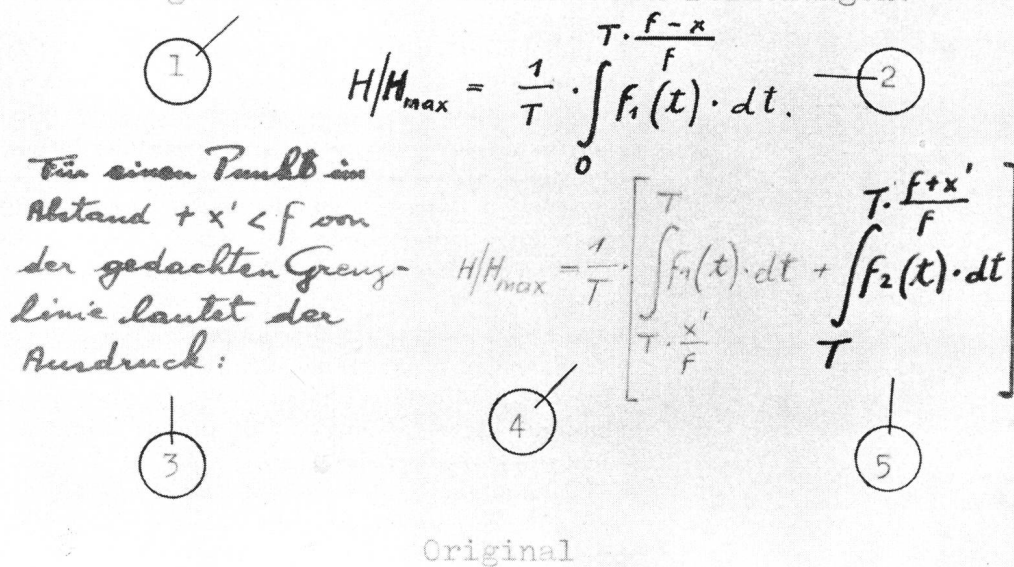 1
H/H_max = 1/T · ∫_0^{T·(f-x)/f} f₁(t) · dt.
2
Für einen Punkt im
Abstand + x' < f von
der gedachten Grenz-
linie lautet der
Ausdruck:
H/H_max = 1/T · [ ∫_{T·x'/f}^{T} f₁(t)·dt + ∫_T^{T·(f+x')/f} f₂(t)·dt ]
3
4
5
Original